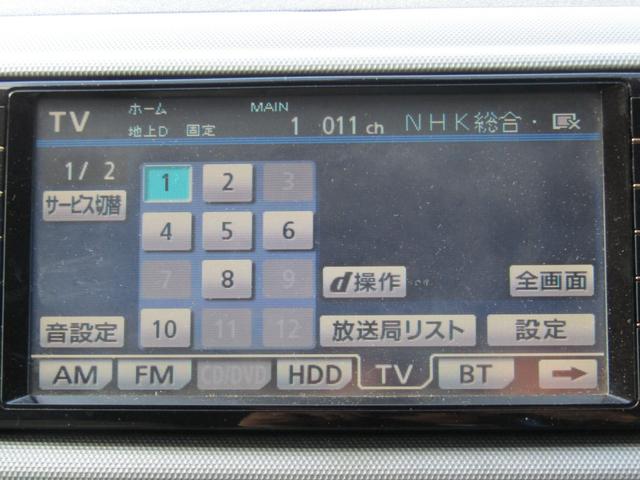 TV ホーム MAIN
地上D 固定 1 011 ch NHK総合・
1/ 2
サービス切替
1 2 3
4 5 6
7 8 9
10 11 12
d操作
全画面
音設定
放送局リスト
設定
AM FM CD/DVD HDD TV BT